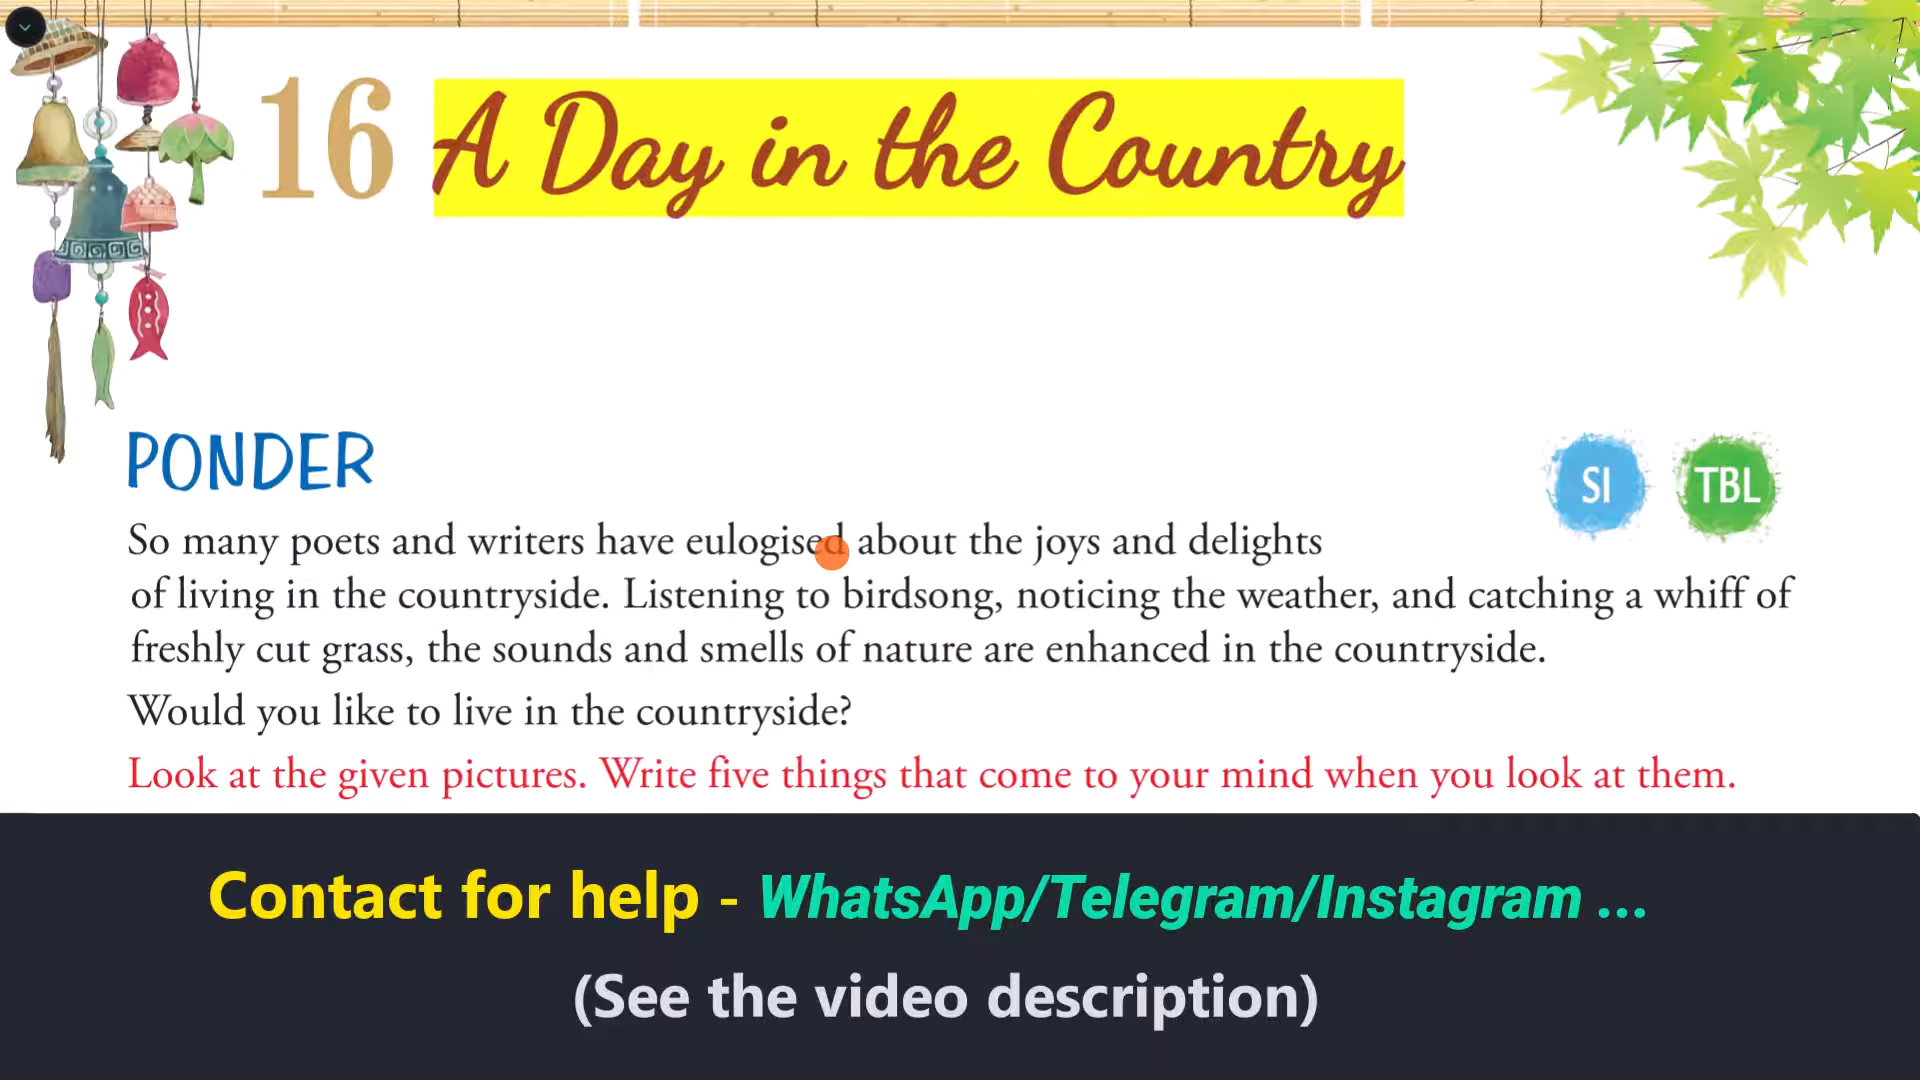 16 A Day in the Country
PONDER
SI TBL
So many poets and writers have eulogised about the joys and delights
of living in the countryside. Listening to birdsong, noticing the weather, and catching a whiff of
freshly cut grass, the sounds and smells of nature are enhanced in the countryside.
Would you like to live in the countryside?
Look at the given pictures. Write five things that come to your mind when you look at them.
Contact for help - WhatsApp/Telegram/Instagram ...
(See the video description)